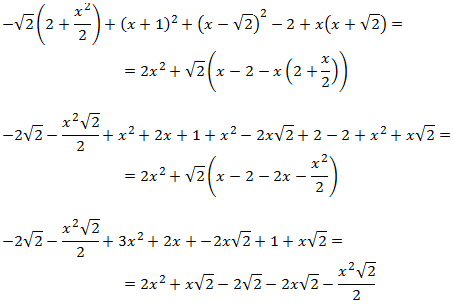 −√2(2 + x²/2) + (x + 1)² + (x − √2)² − 2 + x(x + √2) =
= 2x² + √2(x − 2 − x(2 + x/2))
−2√2 − x²√2/2 + x² + 2x + 1 + x² − 2x√2 + 2 − 2 + x² + x√2 =
= 2x² + √2(x − 2 − 2x − x²/2)
−2√2 − x²√2/2 + 3x² + 2x + −2x√2 + 1 + x√2 =
= 2x² + x√2 − 2√2 − 2x√2 − x²√2/2